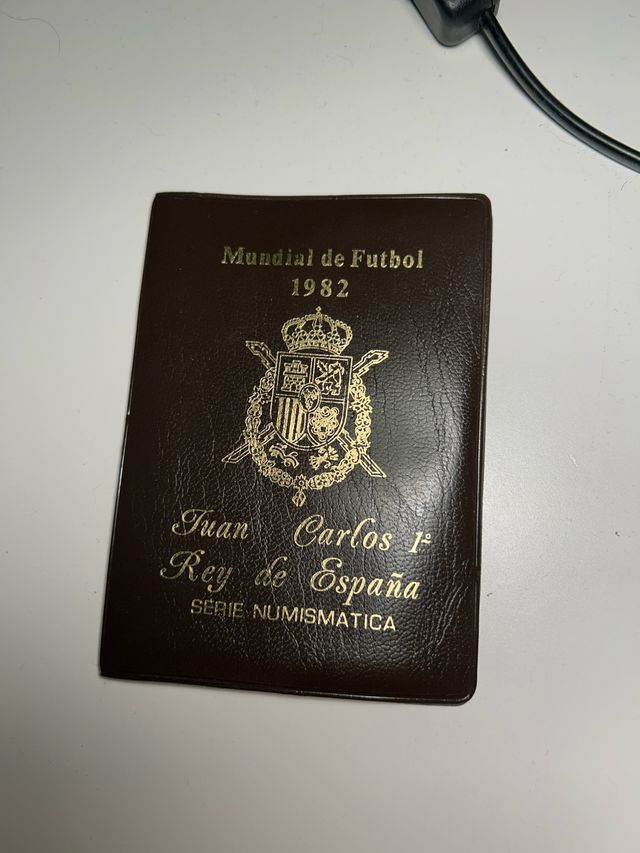 Mundial de Futbol
1982
Juan Carlos 1º
Rey de España
SERIE NUMISMATICA